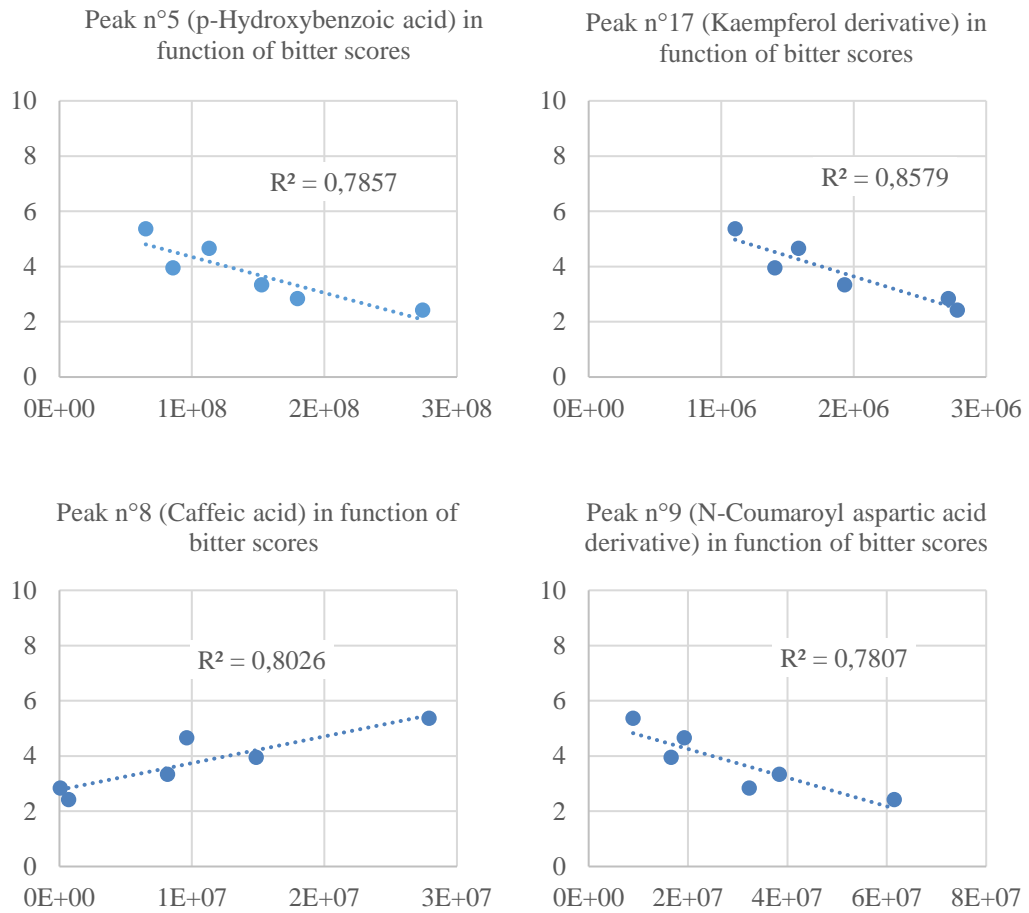 Peak n°5 (p-Hydroxybenzoic acid) in
function of bitter scores
10
8
6
4
2
0
R² = 0,7857
0E+00 1E+08 2E+08 3E+08
Peak n°17 (Kaempferol derivative) in
function of bitter scores
10
8
6
4
2
0
R² = 0,8579
0E+00 1E+06 2E+06 3E+06
Peak n°8 (Caffeic acid) in function of
bitter scores
10
8
6
4
2
0
R² = 0,8026
0E+00 1E+07 2E+07 3E+07
Peak n°9 (N-Coumaroyl aspartic acid
derivative) in function of bitter scores
10
8
6
4
2
0
R² = 0,7807
0E+00 2E+07 4E+07 6E+07 8E+07